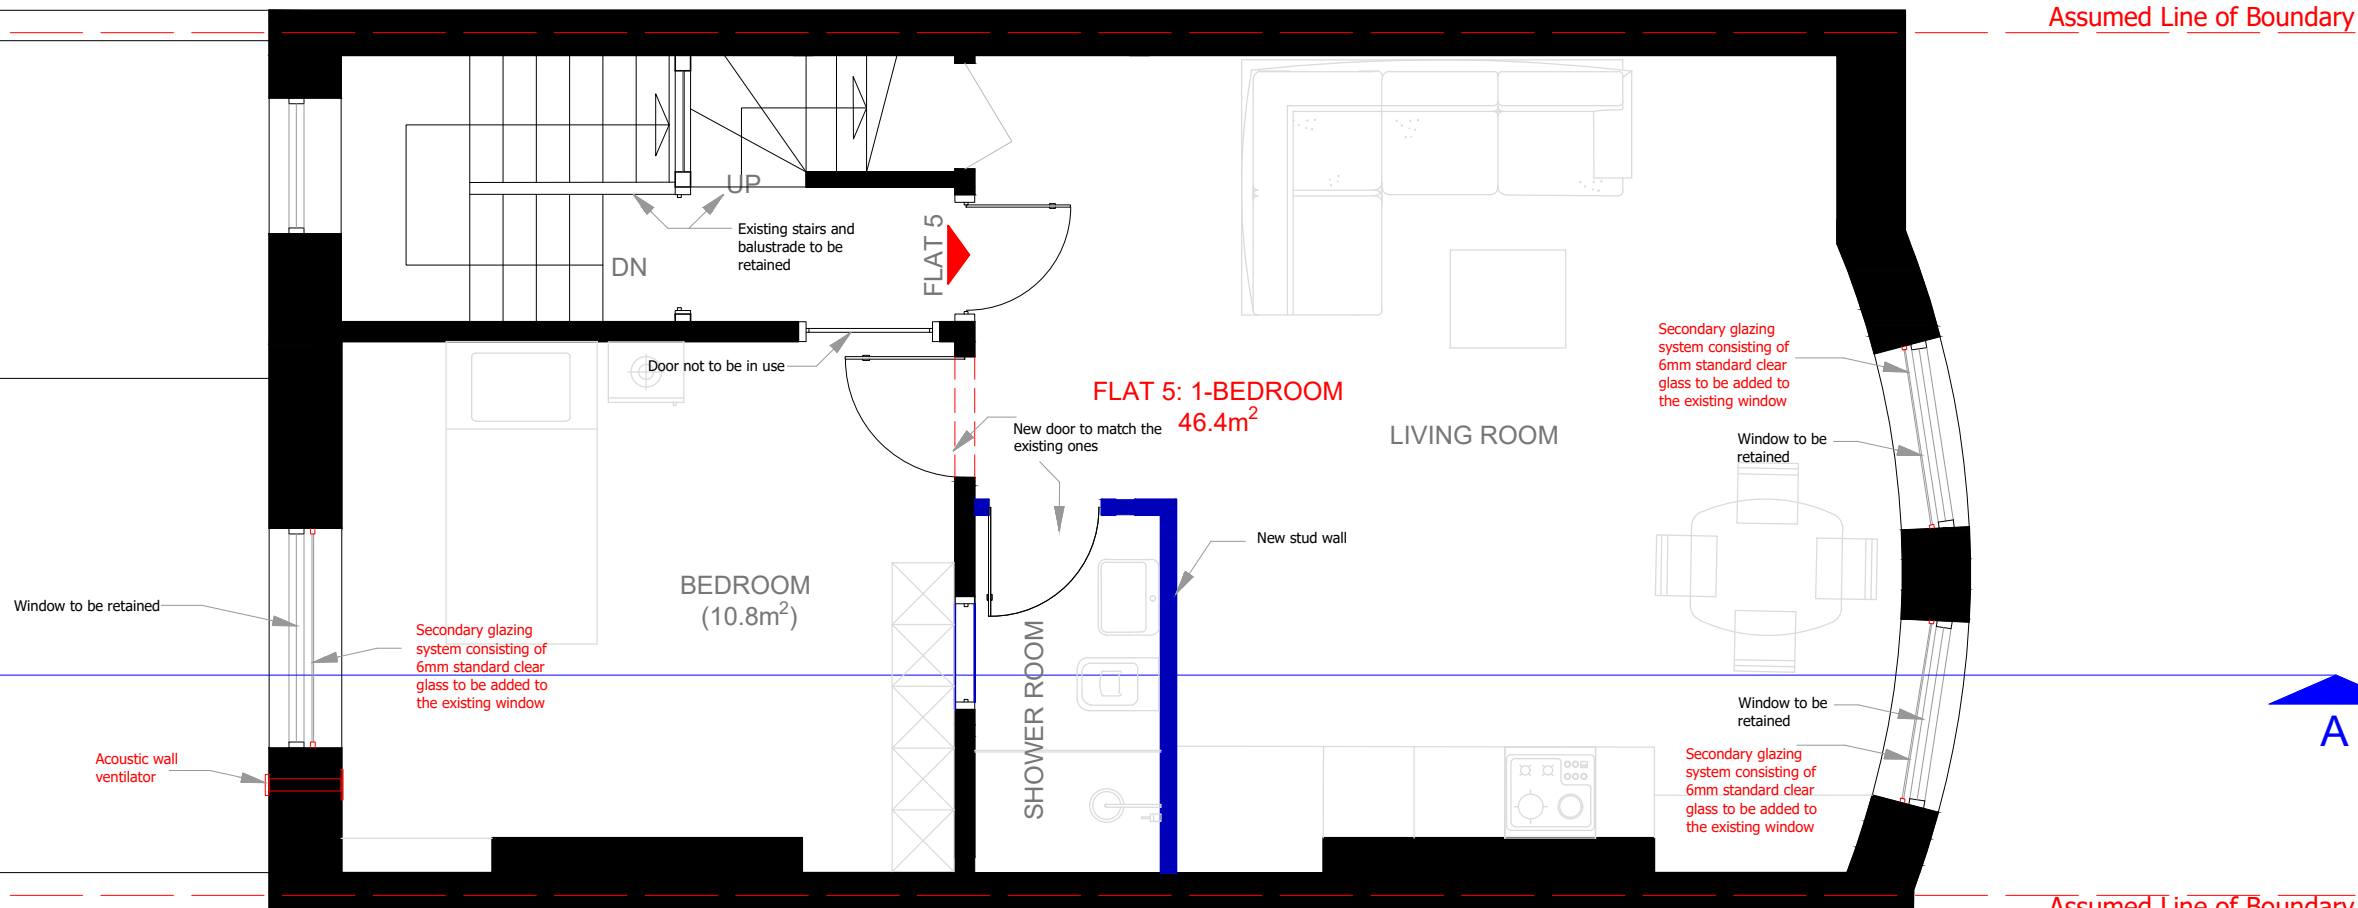 Assumed Line of Boundary
UP
Existing stairs and
balustrade to be
retained
FLAT 5
DN
Door not to be in use
FLAT 5: 1-BEDROOM
46.4m²
New door to match the
existing ones
LIVING ROOM
Secondary glazing
system consisting of
6mm standard clear
glass to be added to
the existing window
Window to be
retained
New stud wall
BEDROOM
(10.8m²)
Window to be retained
Secondary glazing
system consisting of
6mm standard clear
glass to be added to
the existing window
SHOWER ROOM
Window to be
retained
A
Acoustic wall
ventilator
Secondary glazing
system consisting of
6mm standard clear
glass to be added to
the existing window
Assumed Line of Boundary